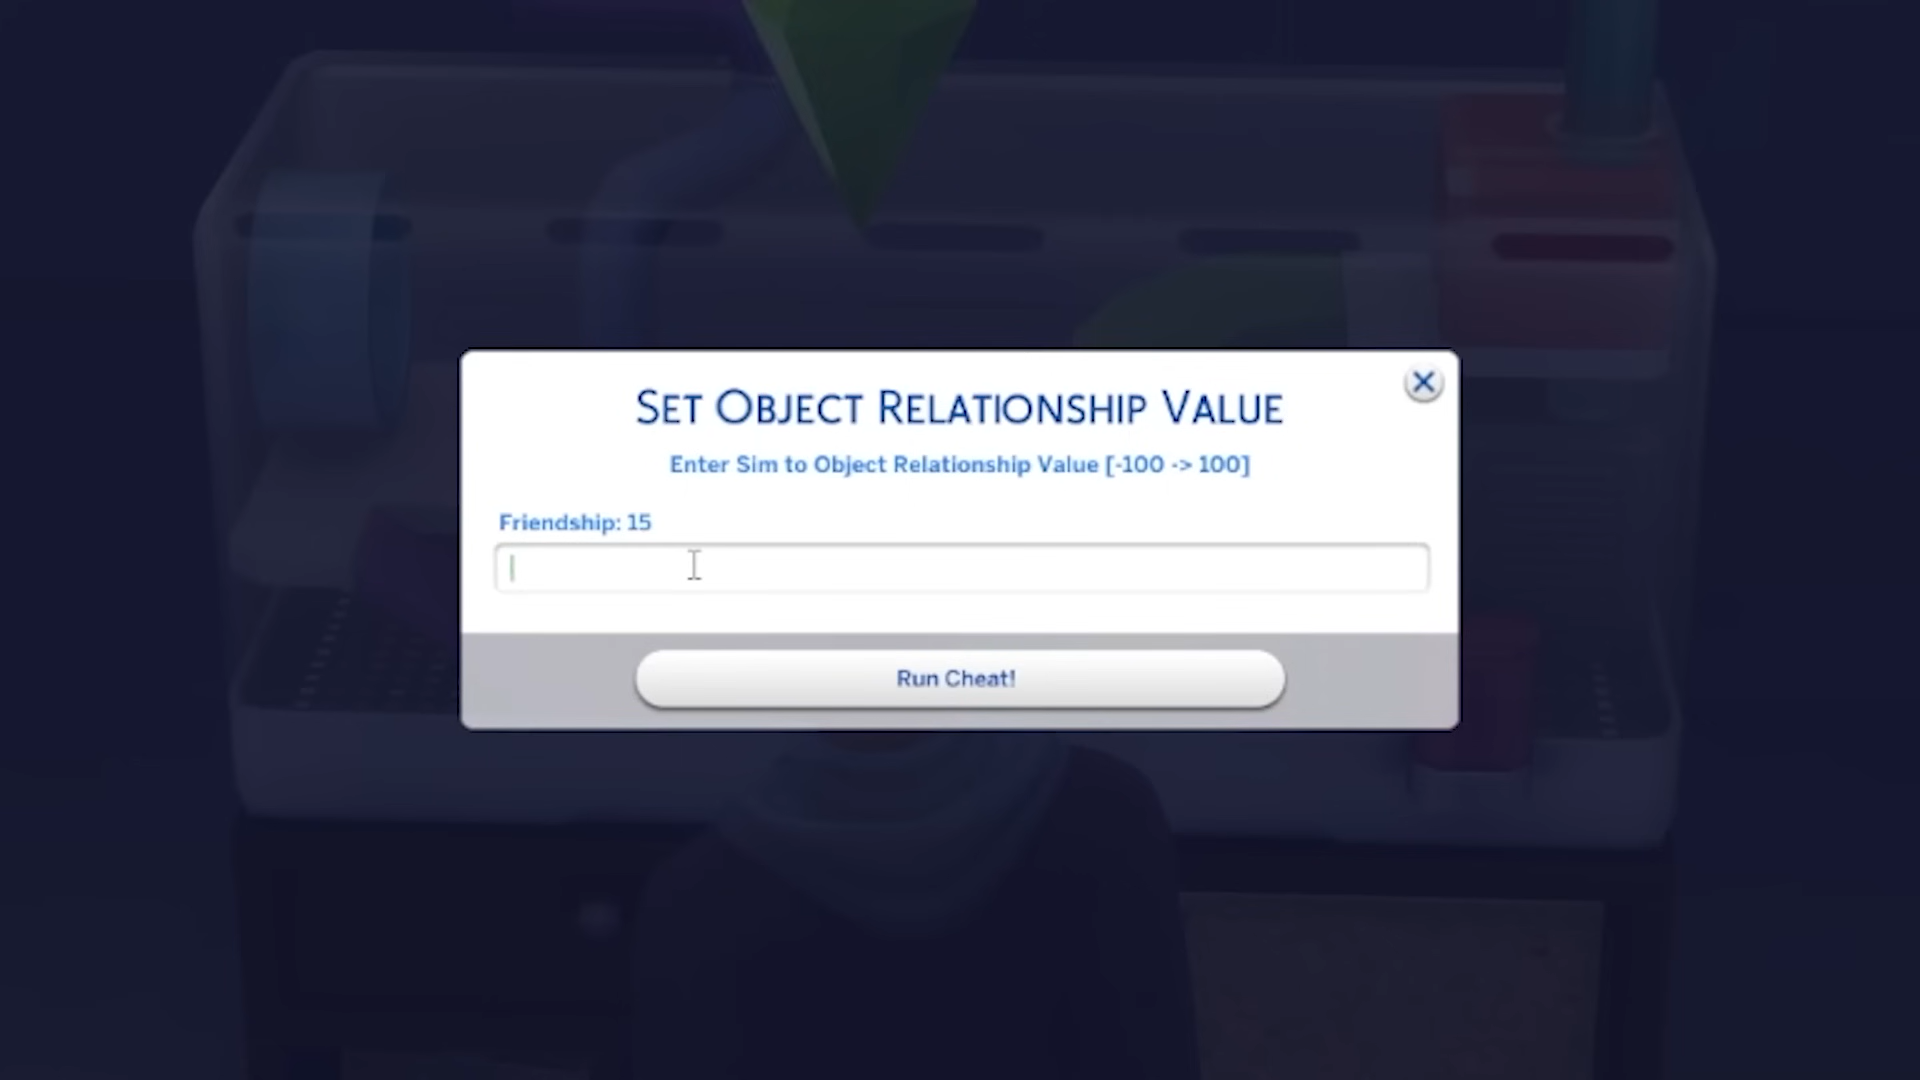 Set Object Relationship Value
Enter Sim to Object Relationship Value [-100 -> 100]
Friendship: 15
Run Cheat!